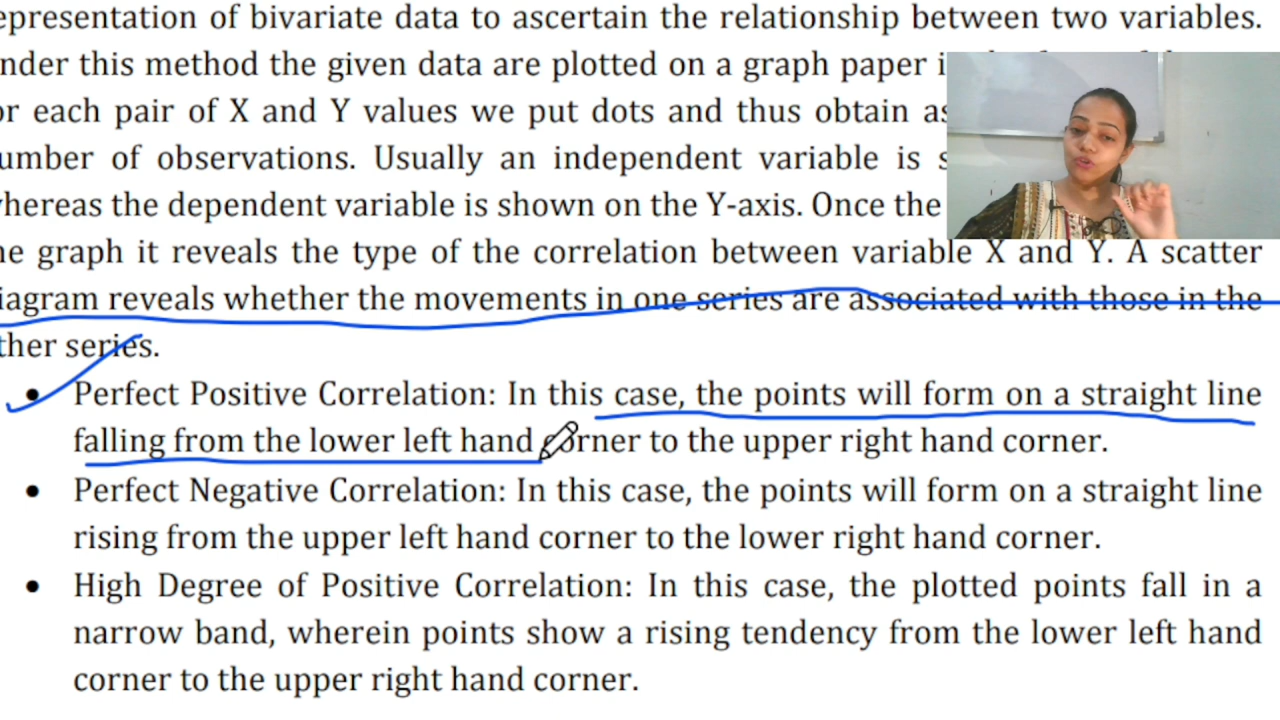 epresentation of bivariate data to ascertain the relationship between two variables.
nder this method the given data are plotted on a graph paper i
or each pair of X and Y values we put dots and thus obtain as
umber of observations. Usually an independent variable is s
whereas the dependent variable is shown on the Y-axis. Once the
he graph it reveals the type of the correlation between variable X and Y. A scatter
iagram reveals whether the movements in one series are associated with those in the
ther series.
• Perfect Positive Correlation: In this case, the points will form on a straight line
falling from the lower left hand corner to the upper right hand corner.
• Perfect Negative Correlation: In this case, the points will form on a straight line
rising from the upper left hand corner to the lower right hand corner.
• High Degree of Positive Correlation: In this case, the plotted points fall in a
narrow band, wherein points show a rising tendency from the lower left hand
corner to the upper right hand corner.